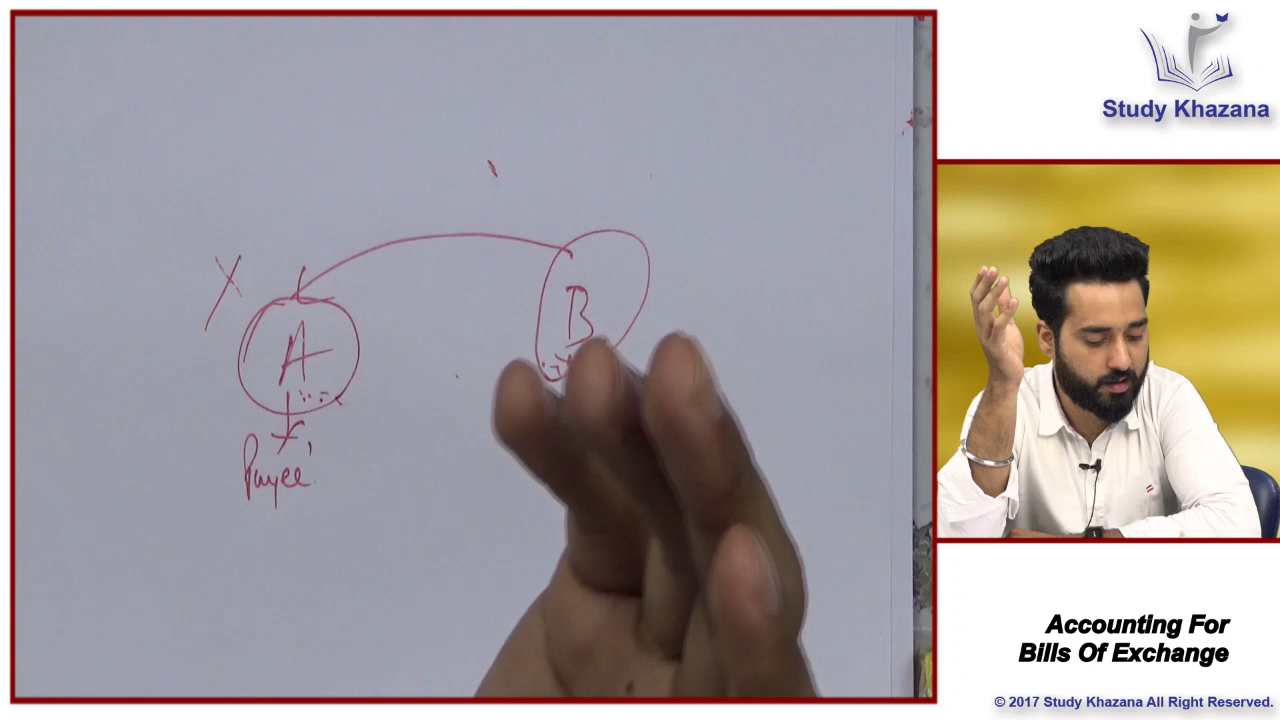 Study Khazana
X
A
B
Payee
Accounting For
Bills Of Exchange
© 2017 Study Khazana All Right Reserved.